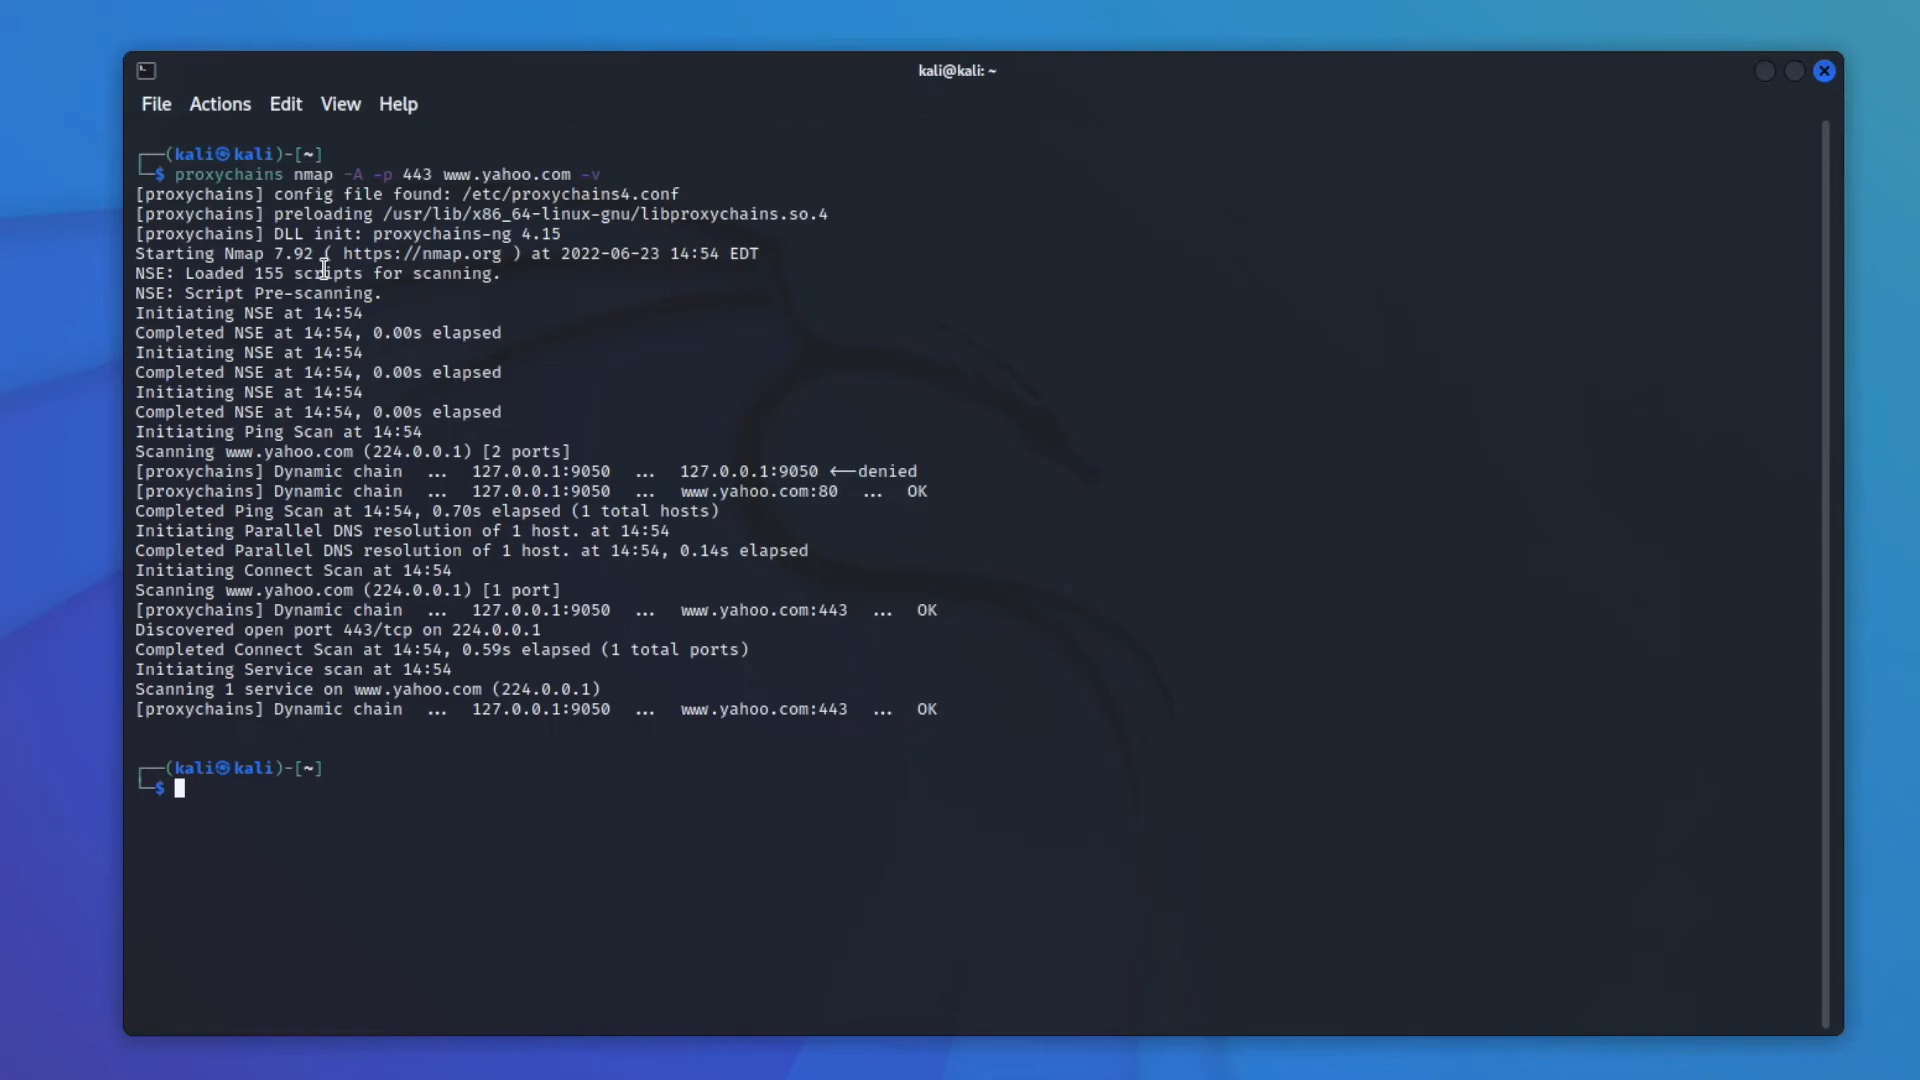 kali@kali: ~
File Actions Edit View Help
┌──(kali㉿kali)-[~]
└─$ proxychains nmap -A -p 443 www.yahoo.com -v
[proxychains] config file found: /etc/proxychains4.conf
[proxychains] preloading /usr/lib/x86_64-linux-gnu/libproxychains.so.4
[proxychains] DLL init: proxychains-ng 4.15
Starting Nmap 7.92 ( https://nmap.org ) at 2022-06-23 14:54 EDT
NSE: Loaded 155 scripts for scanning.
NSE: Script Pre-scanning.
Initiating NSE at 14:54
Completed NSE at 14:54, 0.00s elapsed
Initiating NSE at 14:54
Completed NSE at 14:54, 0.00s elapsed
Initiating NSE at 14:54
Completed NSE at 14:54, 0.00s elapsed
Initiating Ping Scan at 14:54
Scanning www.yahoo.com (224.0.0.1) [2 ports]
[proxychains] Dynamic chain ... 127.0.0.1:9050 ... 127.0.0.1:9050 <--denied
[proxychains] Dynamic chain ... 127.0.0.1:9050 ... www.yahoo.com:80 ... OK
Completed Ping Scan at 14:54, 0.70s elapsed (1 total hosts)
Initiating Parallel DNS resolution of 1 host. at 14:54
Completed Parallel DNS resolution of 1 host. at 14:54, 0.14s elapsed
Initiating Connect Scan at 14:54
Scanning www.yahoo.com (224.0.0.1) [1 port]
[proxychains] Dynamic chain ... 127.0.0.1:9050 ... www.yahoo.com:443 ... OK
Discovered open port 443/tcp on 224.0.0.1
Completed Connect Scan at 14:54, 0.59s elapsed (1 total ports)
Initiating Service scan at 14:54
Scanning 1 service on www.yahoo.com (224.0.0.1)
[proxychains] Dynamic chain ... 127.0.0.1:9050 ... www.yahoo.com:443 ... OK
┌──(kali㉿kali)-[~]
└─$